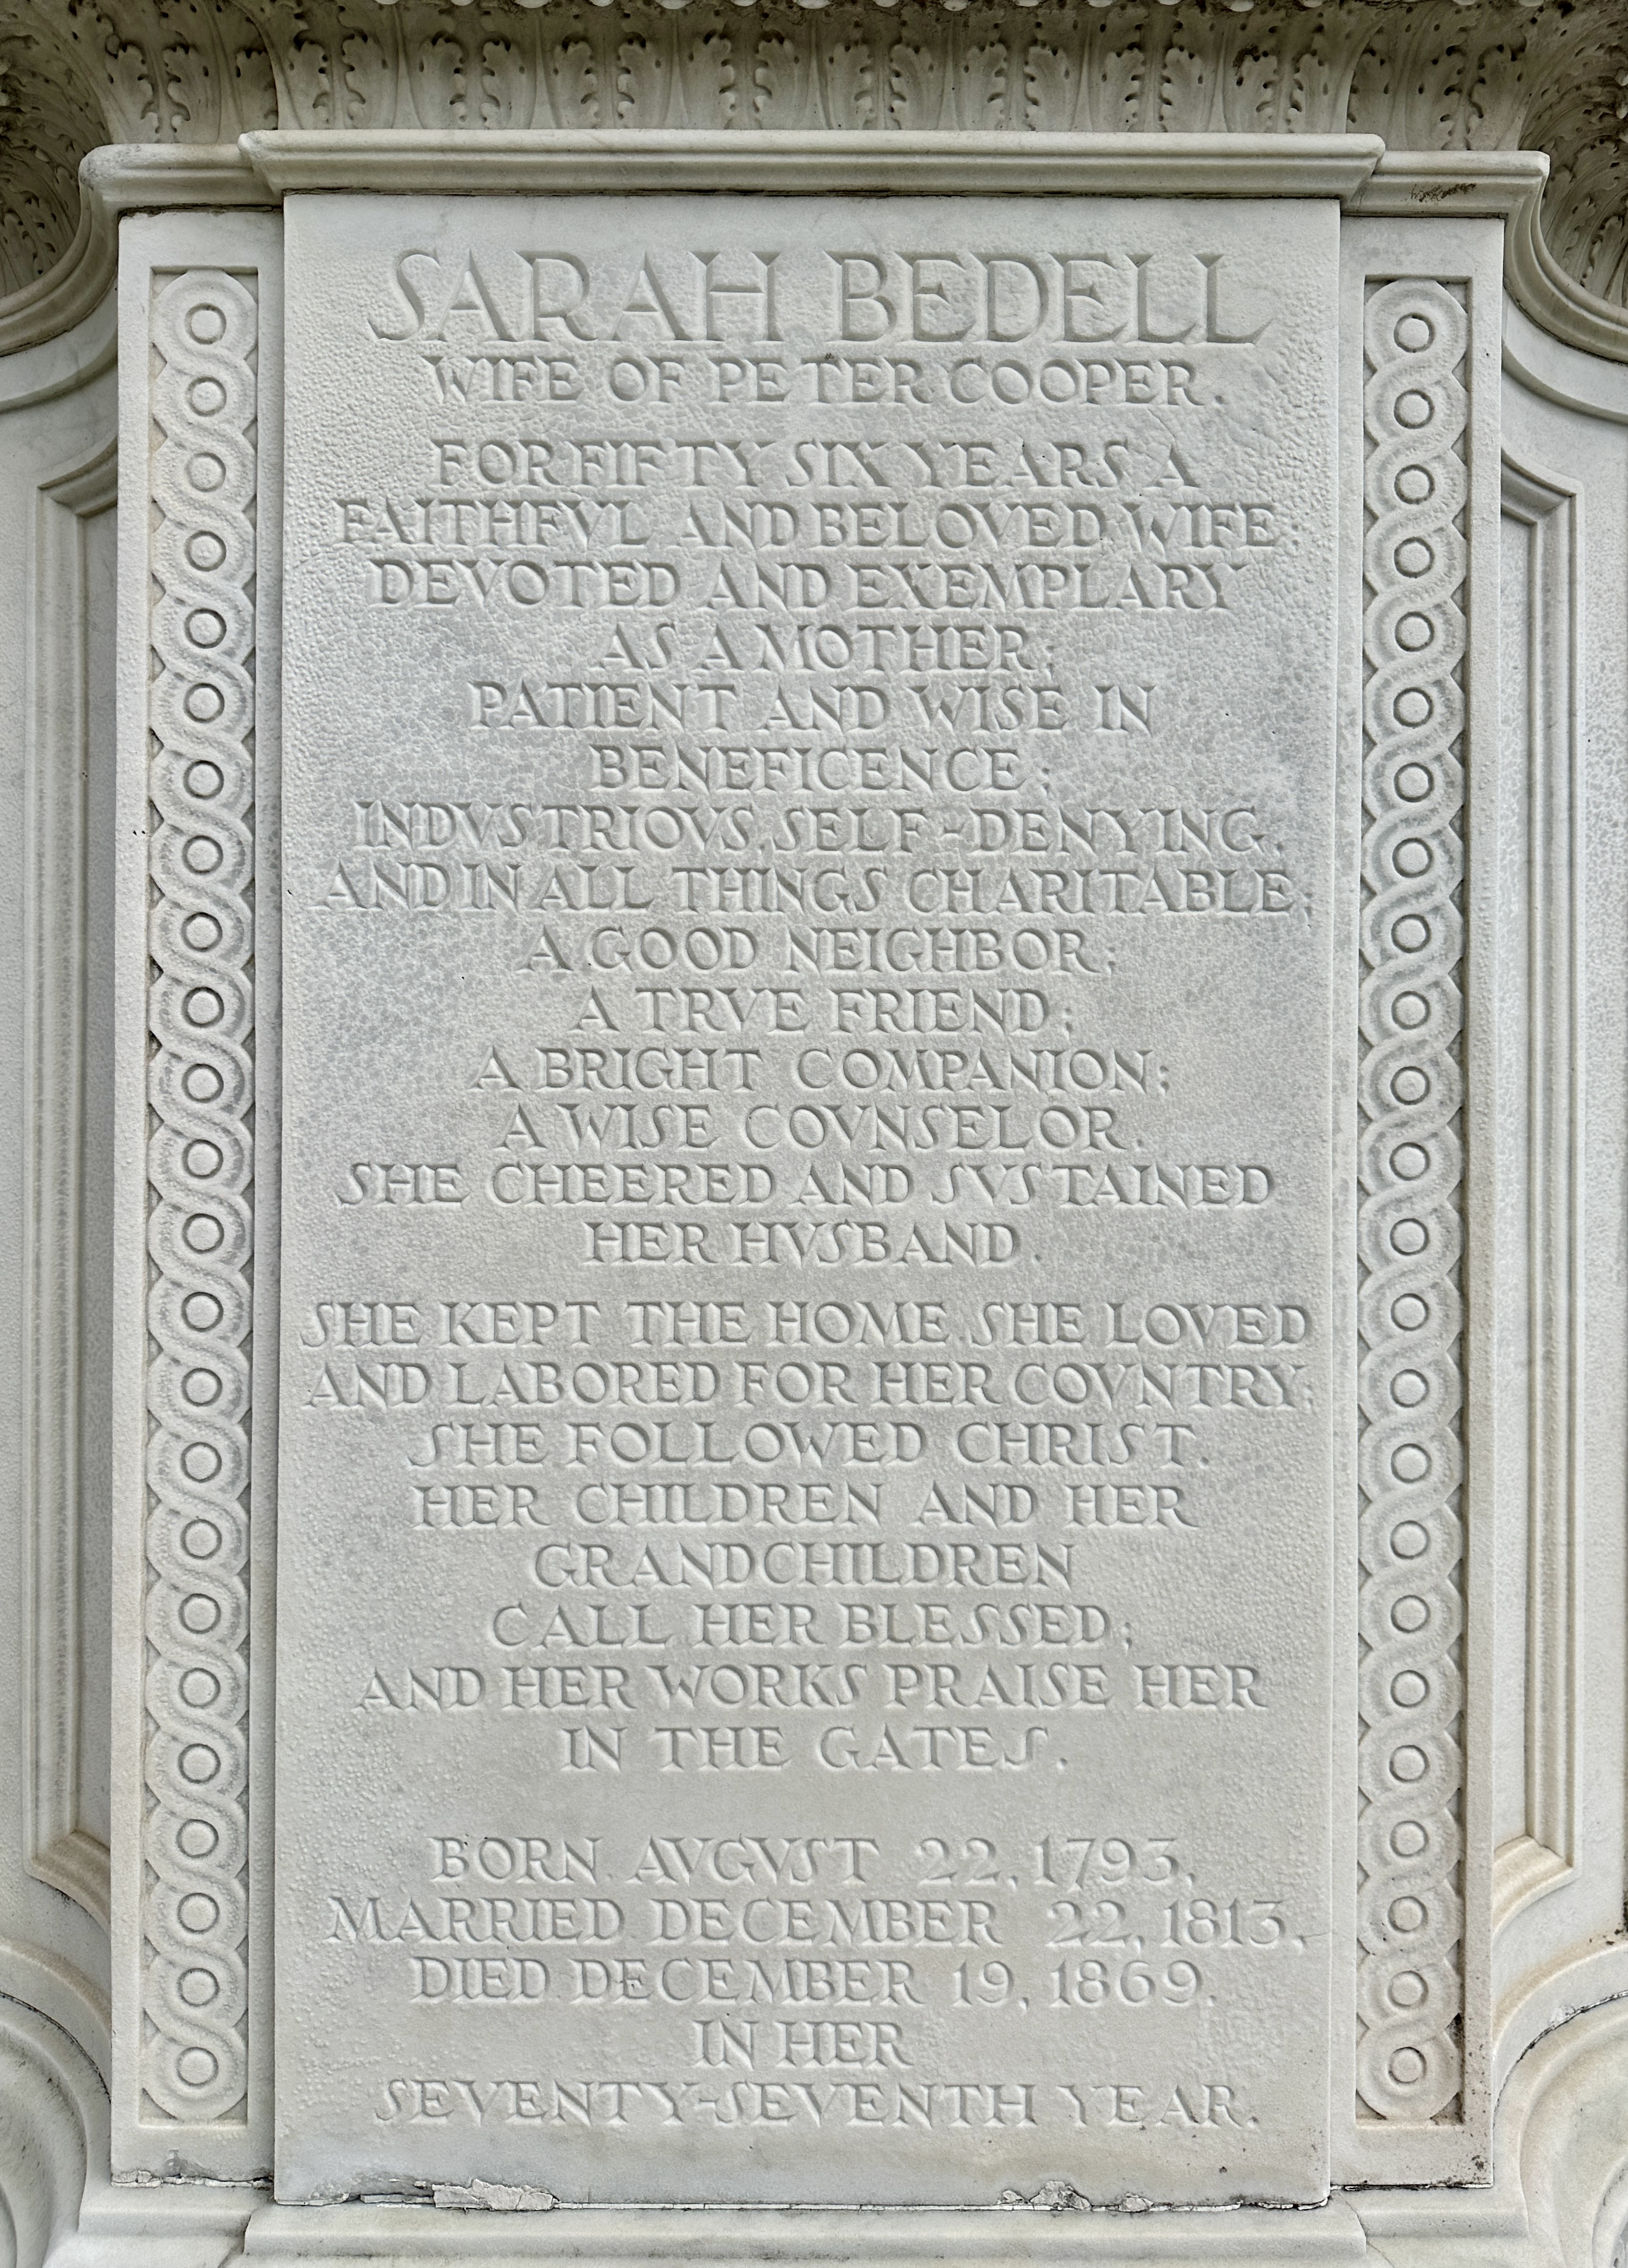 SARAH BEDELL
WIFE OF PETER COOPER.
FOR FIFTY SIX YEARS A
FAITHFVL AND BELOVED WIFE;
DEVOTED AND EXEMPLARY
AS A MOTHER;
PATIENT AND WISE IN
BENEFICENCE;
INDVSTRIOVS, SELF-DENYING,
AND IN ALL THINGS CHARITABLE;
A GOOD NEIGHBOR;
A TRVE FRIEND;
A BRIGHT COMPANION;
A WISE COVNSELOR.
SHE CHEERED AND SVSTAINED
HER HVSBAND.
SHE KEPT THE HOME SHE LOVED
AND LABORED FOR HER COVNTRY;
SHE FOLLOWED CHRIST.
HER CHILDREN AND HER
GRANDCHILDREN
CALL HER BLESSED;
AND HER WORKS PRAISE HER
IN THE GATES.
BORN AVGVST 22, 1793,
MARRIED DECEMBER 22, 1813,
DIED DECEMBER 19, 1869.
IN HER
SEVENTY-SEVENTH YEAR.